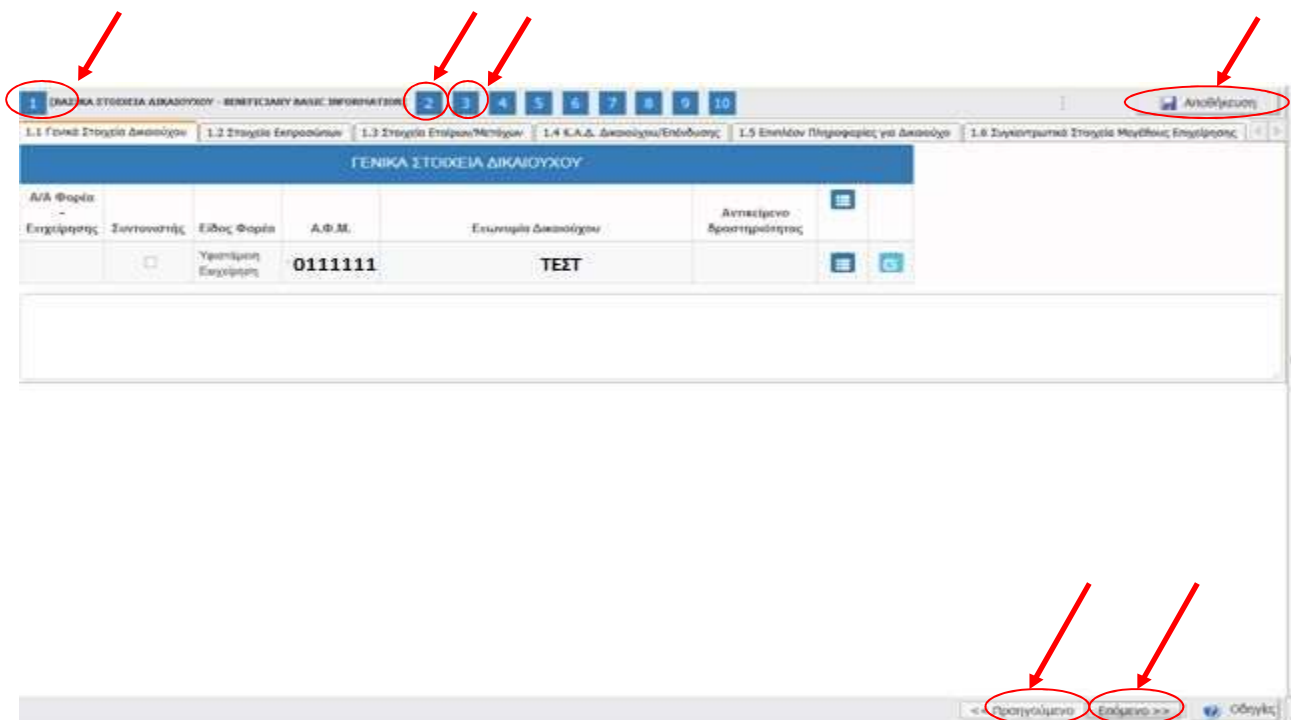 1 [ΒΑΣΙΚΑ ΣΤΟΙΧΕΙΑ ΔΙΚΑΙΟΥΧΟΥ - BENEFICIARY BASIC INFORMATION] 2 3 4 5 6 7 8 9 10 Αποθήκευση
1.1 Γενικά Στοιχεία Δικαιούχου 1.2 Στοιχεία Εκπροσώπων 1.3 Στοιχεία Εταίρων/Μετόχων 1.4 Κ.Α.Δ. Δικαιούχου/Επένδυσης 1.5 Επιπλέον Πληροφορίες για Δικαιούχο 1.6 Συγκεντρωτικά Στοιχεία Μεγέθους Επιχείρησης
ΓΕΝΙΚΑ ΣΤΟΙΧΕΙΑ ΔΙΚΑΙΟΥΧΟΥ
Α/Α Φορέα
-
Επιχείρησης Συντονιστής Είδος Φορέα Α.Φ.Μ. Επωνυμία Δικαιούχου Αντικείμενο
δραστηριότητας
Υφιστάμενη
Επιχείρηση 0111111 ΤΕΣΤ
<< Προηγούμενο Επόμενο >> Οδηγίες